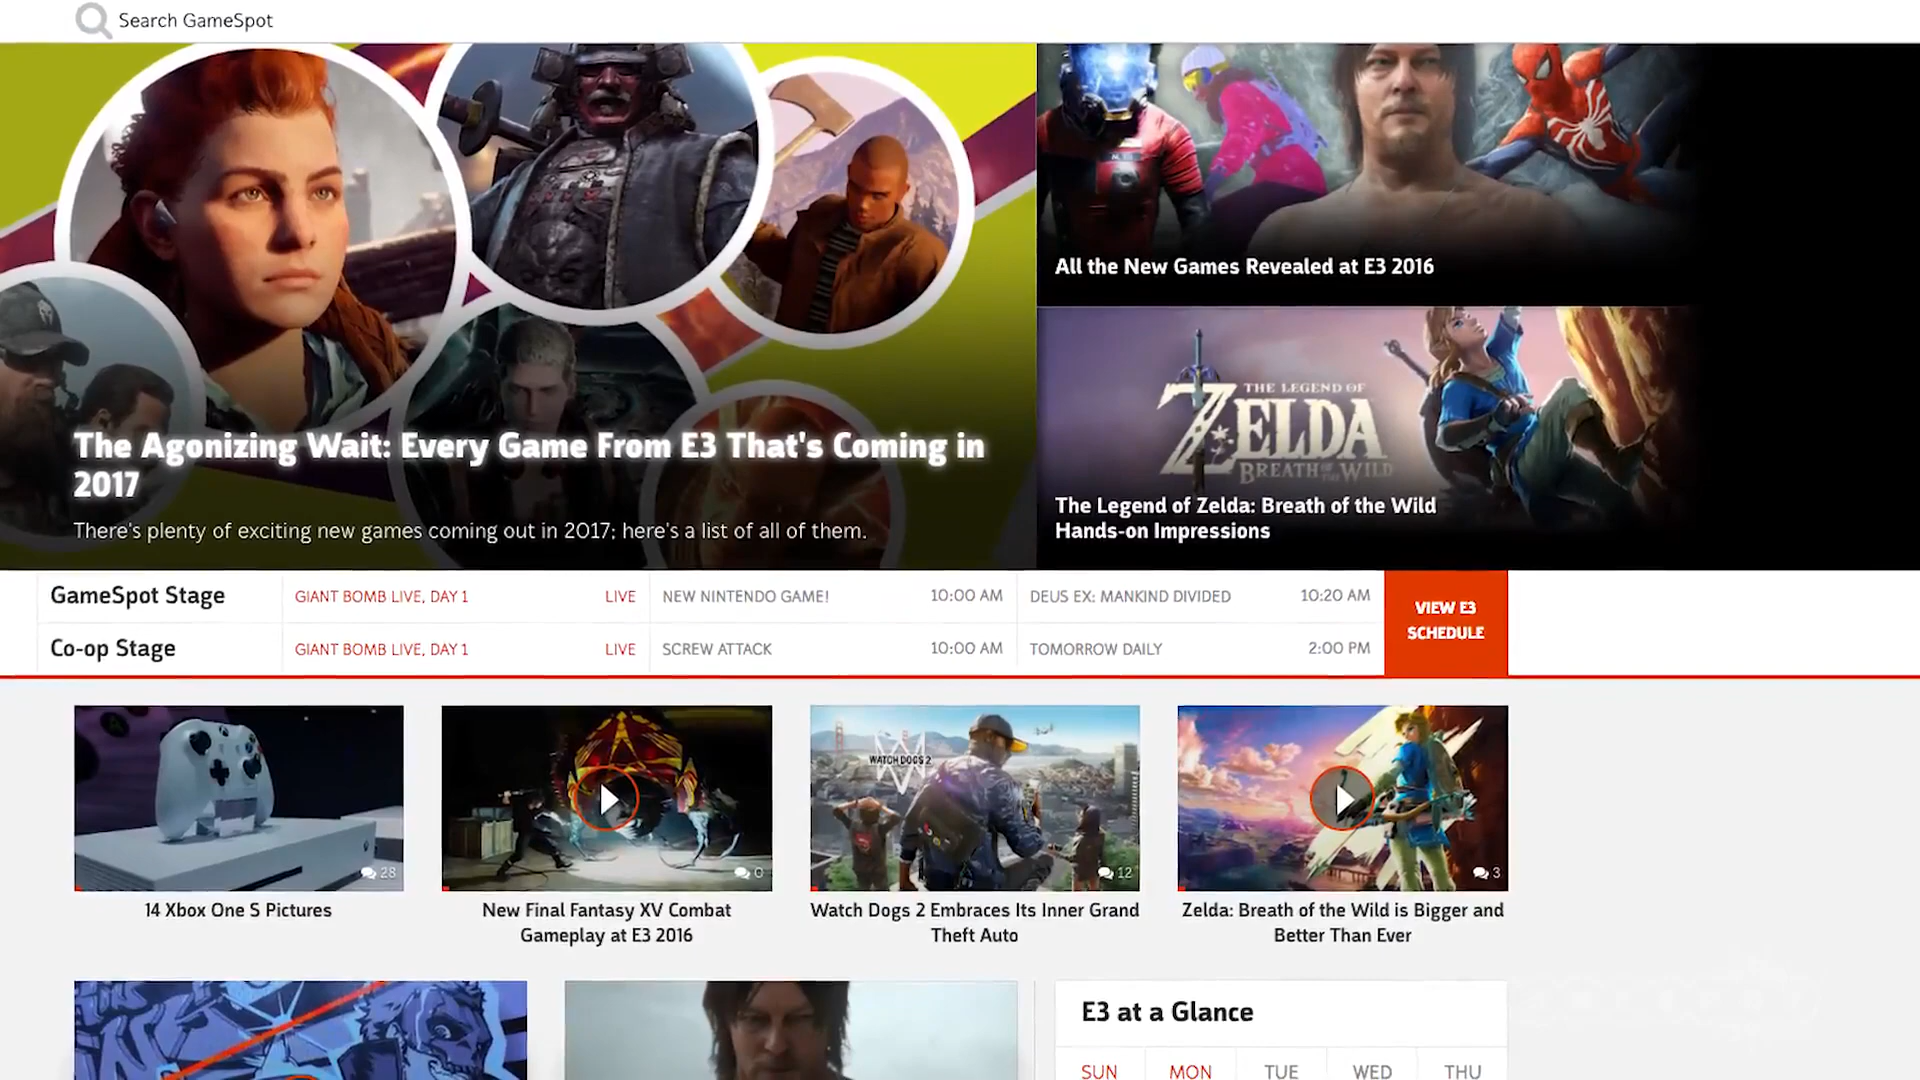 Search GameSpot
All the New Games Revealed at E3 2016
THE LEGEND OF
ZELDA
BREATH OF THE WILD
The Agonizing Wait: Every Game From E3 That's Coming in
2017
There's plenty of exciting new games coming out in 2017; here's a list of all of them.
The Legend of Zelda: Breath of the Wild
Hands-on Impressions
GameSpot Stage
GIANT BOMB LIVE, DAY 1 LIVE
NEW NINTENDO GAME! 10:00 AM
DEUS EX: MANKIND DIVIDED 10:20 AM
VIEW E3
SCHEDULE
Co-op Stage
GIANT BOMB LIVE, DAY 1 LIVE
SCREW ATTACK 10:00 AM
TOMORROW DAILY 2:00 PM
28
14 Xbox One S Pictures
0
New Final Fantasy XV Combat
Gameplay at E3 2016
WATCH DOGS 2
12
Watch Dogs 2 Embraces Its Inner Grand
Theft Auto
3
Zelda: Breath of the Wild is Bigger and
Better Than Ever
E3 at a Glance
SUN MON TUE WED THU